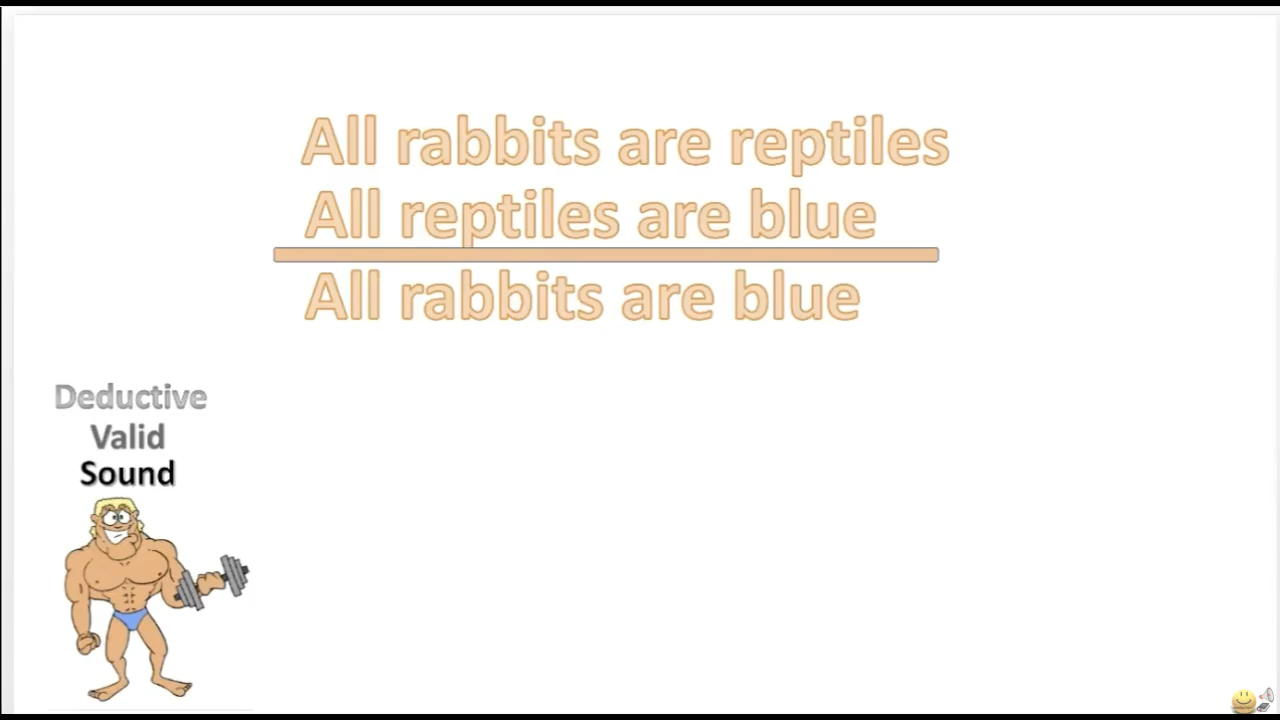 All rabbits are reptiles
All reptiles are blue
All rabbits are blue
Deductive
Valid
Sound